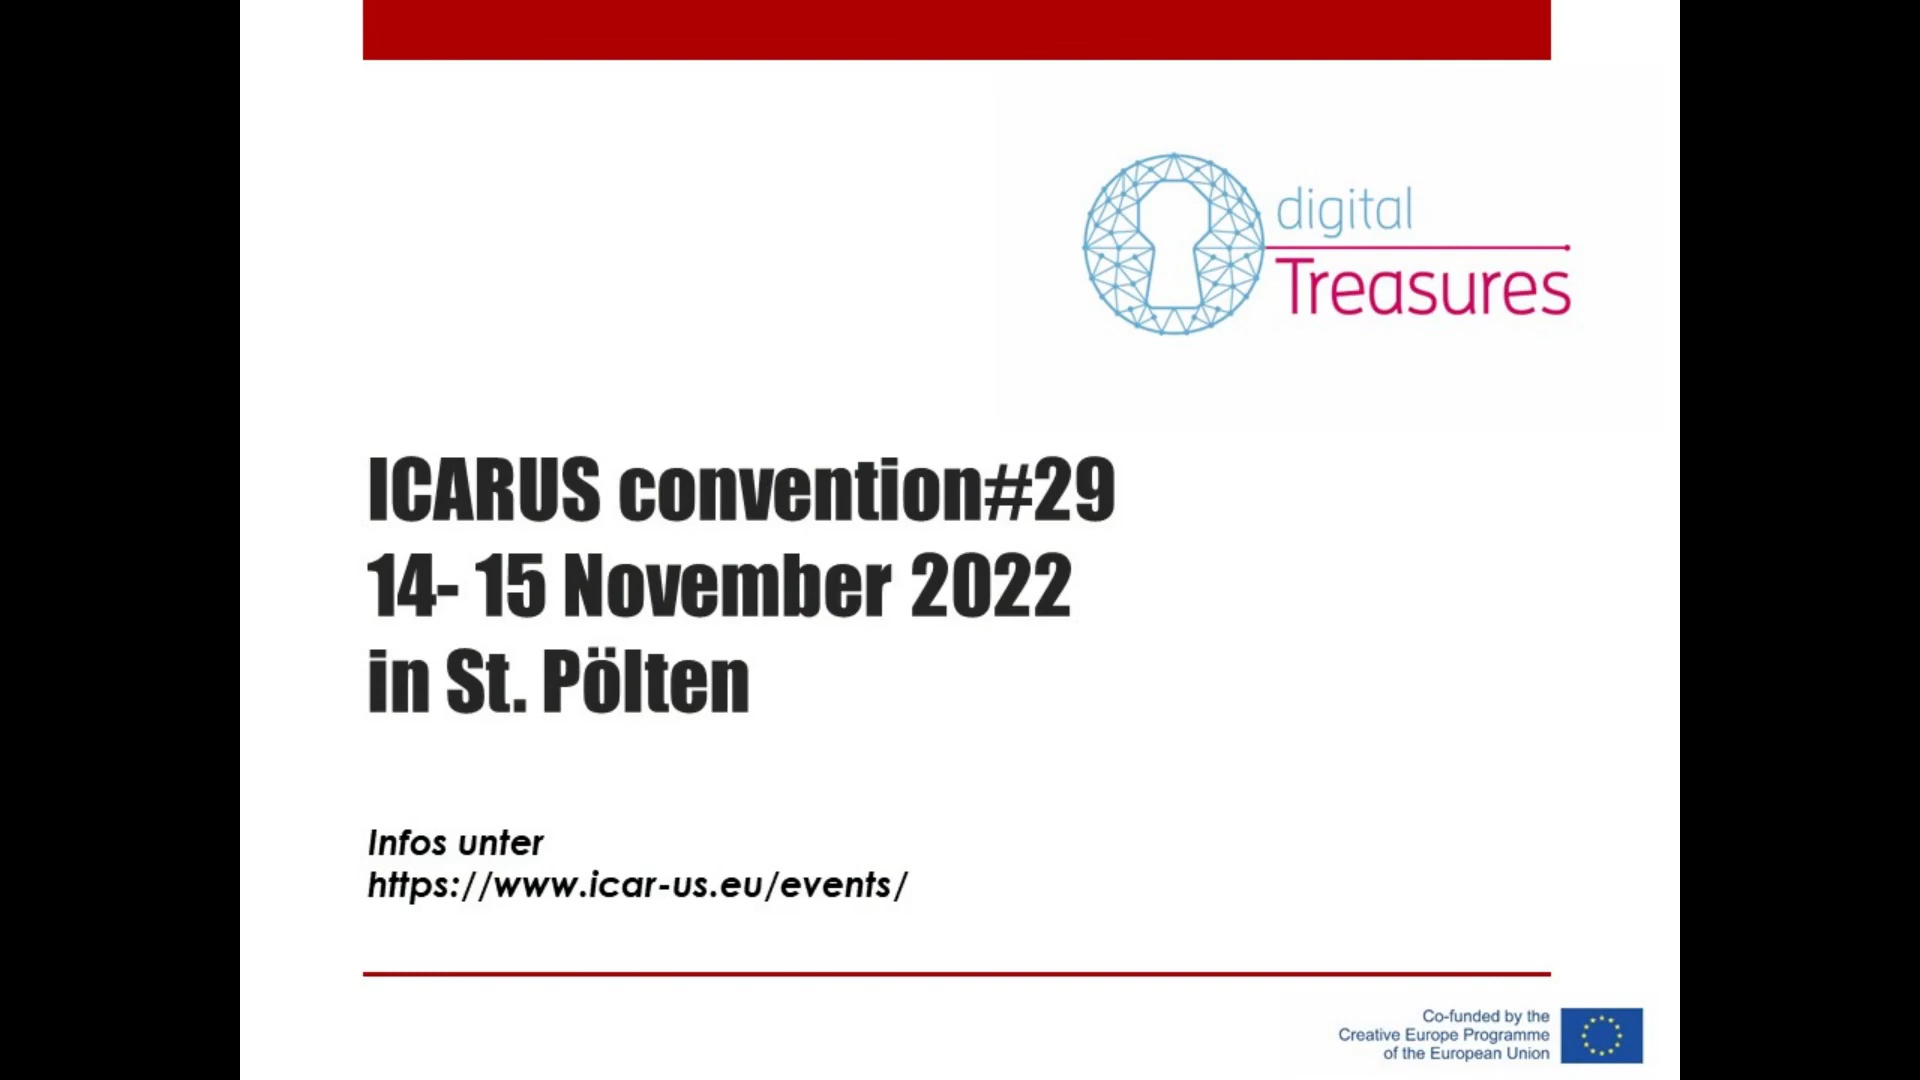 digital
Treasures
ICARUS convention#29
14- 15 November 2022
in St. Pölten
Infos unter
https://www.icar-us.eu/events/
Co-funded by the
Creative Europe Programme
of the European Union